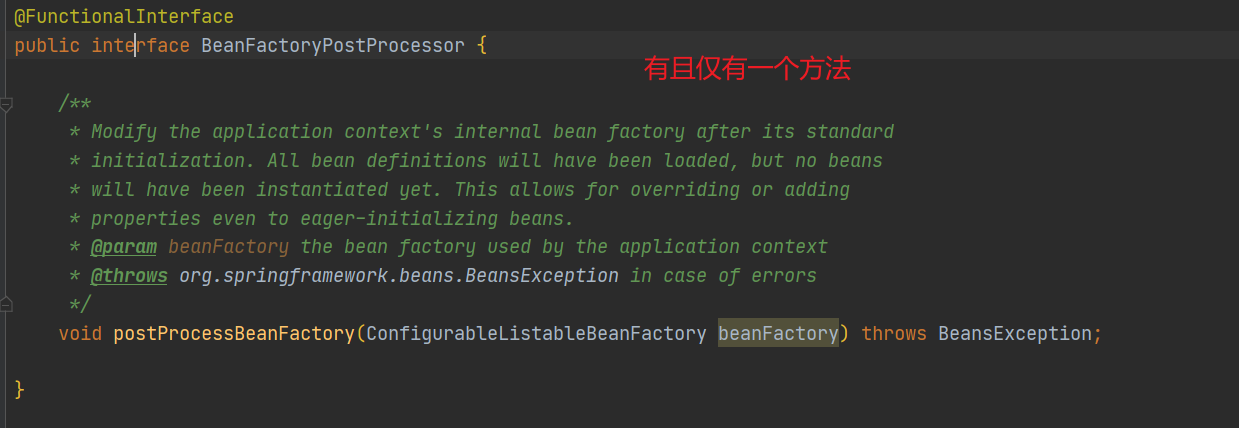 @FunctionalInterface
public interface BeanFactoryPostProcessor {
有且仅有一个方法
/**
* Modify the application context's internal bean factory after its standard
* initialization. All bean definitions will have been loaded, but no beans
* will have been instantiated yet. This allows for overriding or adding
* properties even to eager-initializing beans.
* @param beanFactory the bean factory used by the application context
* @throws org.springframework.beans.BeansException in case of errors
*/
void postProcessBeanFactory(ConfigurableListableBeanFactory beanFactory) throws BeansException;
}